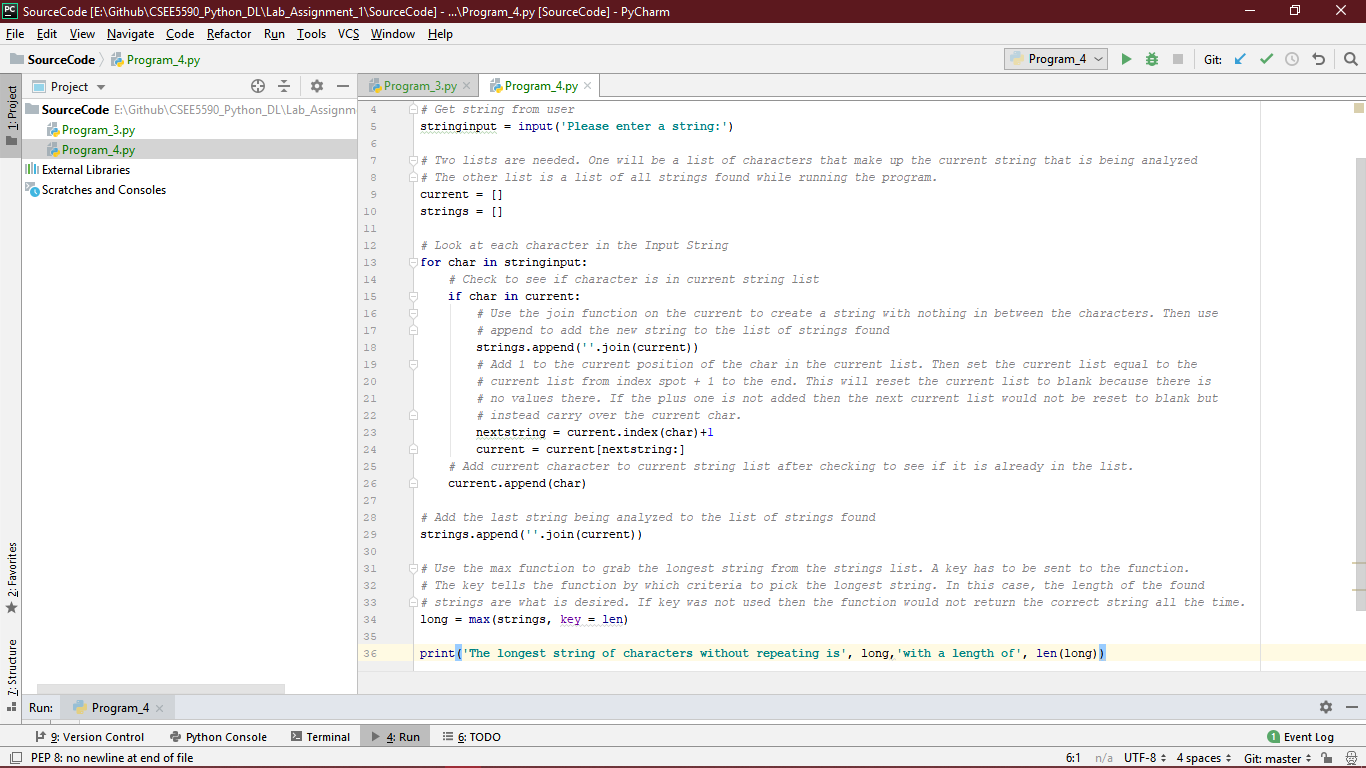 SourceCode [E:\Github\CSEE5590_Python_DL\Lab_Assignment_1\SourceCode] - ...\Program_4.py [SourceCode] - PyCharm
File Edit View Navigate Code Refactor Run Tools VCS Window Help
SourceCode Program_4.py Program_4 Git:
Project Program_3.py Program_4.py
1: Project
SourceCode E:\Github\CSEE5590_Python_DL\Lab_Assignm
Program_3.py
Program_4.py
External Libraries
Scratches and Consoles
2: Favorites
7: Structure
4 # Get string from user
5 stringinput = input('Please enter a string:')
6
7 # Two lists are needed. One will be a list of characters that make up the current string that is being analyzed
8 # The other list is a list of all strings found while running the program.
9 current = []
10 strings = []
11
12 # Look at each character in the Input String
13 for char in stringinput:
14 # Check to see if character is in current string list
15 if char in current:
16 # Use the join function on the current to create a string with nothing in between the characters. Then use
17 # append to add the new string to the list of strings found
18 strings.append(''.join(current))
19 # Add 1 to the current position of the char in the current list. Then set the current list equal to the
20 # current list from index spot + 1 to the end. This will reset the current list to blank because there is
21 # no values there. If the plus one is not added then the next current list would not be reset to blank but
22 # instead carry over the current char.
23 nextstring = current.index(char)+1
24 current = current[nextstring:]
25 # Add current character to current string list after checking to see if it is already in the list.
26 current.append(char)
27
28 # Add the last string being analyzed to the list of strings found
29 strings.append(''.join(current))
30
31 # Use the max function to grab the longest string from the strings list. A key has to be sent to the function.
32 # The key tells the function by which criteria to pick the longest string. In this case, the length of the found
33 # strings are what is desired. If key was not used then the function would not return the correct string all the time.
34 long = max(strings, key = len)
35
36 print('The longest string of characters without repeating is', long,'with a length of', len(long))
Run: Program_4
9: Version Control Python Console Terminal 4: Run 6: TODO 1 Event Log
PEP 8: no newline at end of file 6:1 n/a UTF-8 4 spaces Git: master